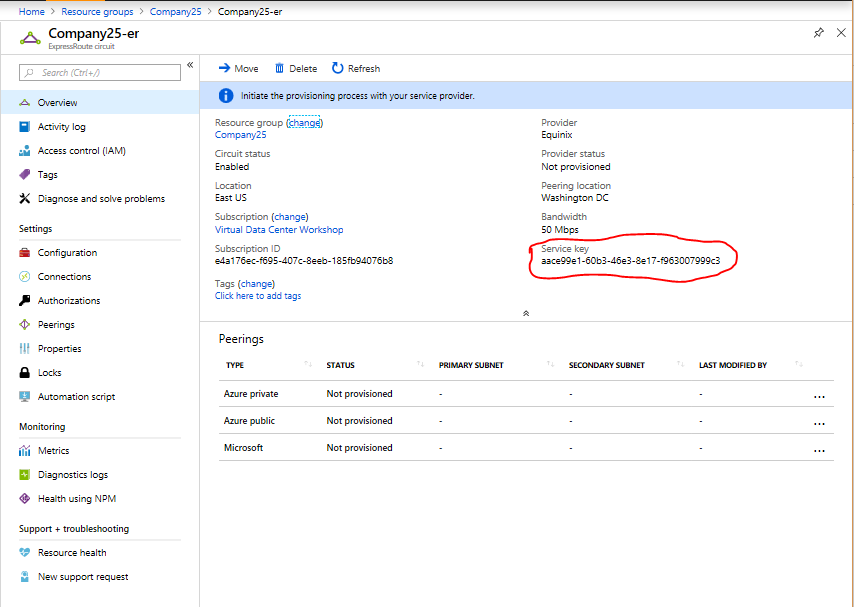 Home > Resource groups > Company25 > Company25-er
Company25-er
ExpressRoute circuit
Search (Ctrl+/)
«
Overview
Activity log
Access control (IAM)
Tags
Diagnose and solve problems
Settings
Configuration
Connections
Authorizations
Peerings
Properties
Locks
Automation script
Monitoring
Metrics
Diagnostics logs
Health using NPM
Support + troubleshooting
Resource health
New support request
Move Delete Refresh
Initiate the provisioning process with your service provider.
Resource group (change)
Company25
Circuit status
Enabled
Location
East US
Subscription (change)
Virtual Data Center Workshop
Subscription ID
e4a176ec-f695-407c-8eeb-185fb94076b8
Tags (change)
Click here to add tags
Provider
Equinix
Provider status
Not provisioned
Peering location
Washington DC
Bandwidth
50 Mbps
Service key
aace99e1-60b3-46e3-8e17-f963007999c3
Peerings
TYPE STATUS PRIMARY SUBNET SECONDARY SUBNET LAST MODIFIED BY
Azure private Not provisioned - - - ...
Azure public Not provisioned - - - ...
Microsoft Not provisioned - - - ...